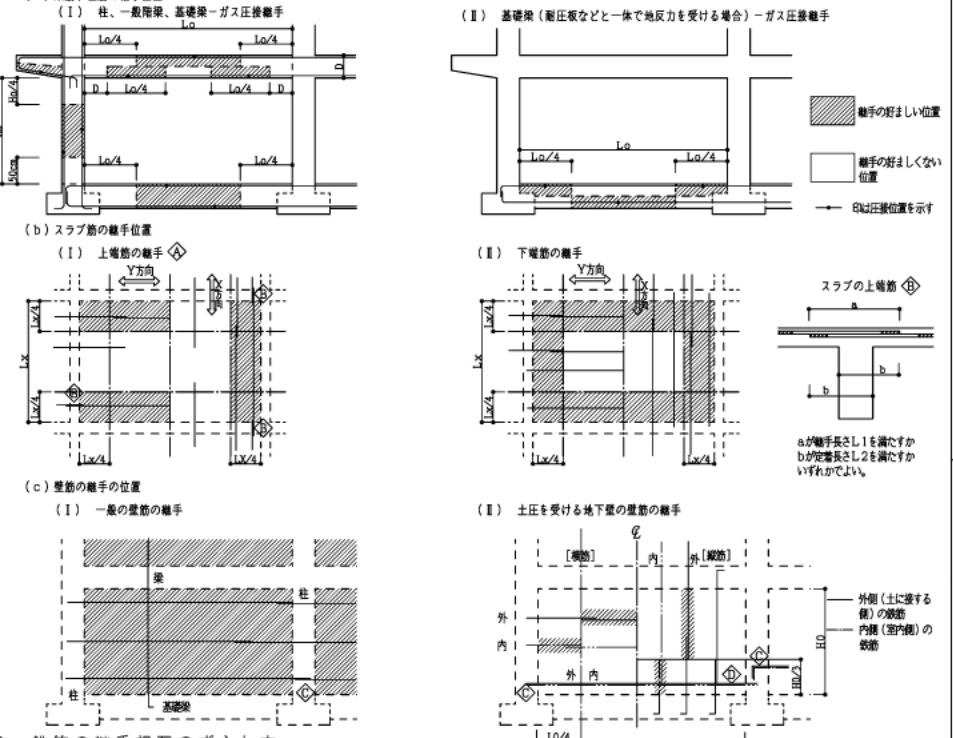 (Ⅰ) 柱、一般階梁、基礎梁－ガス圧接継手
Lo
Lo/4
Lo/4
D
D
Lo/4
Lo/4
D
Ho/4
50cm
Lo/4
Lo/4
(Ⅱ) 基礎梁（耐圧板などと一体で地反力を受ける場合）－ガス圧接継手
Lo
Lo/4
Lo/4
継手の好ましい位置
継手の好ましくない
位置
印は圧接位置を示す
(b) スラブ筋の継手位置
(Ⅰ) 上端筋の継手 A
Y方向
X方向
B
Lx/4
Lx
B
Lx/4
B
Lx/4
LX/4
(Ⅱ) 下端筋の継手
Y方向
X方向
Lx/4
Lx
Lx/4
Lx/4
Lx/4
スラブの上端筋 B
a
b
b
aが継手長さL1を満たすか
bが定着長さL2を満たすか
いずれかでよい。
(c) 壁筋の継手の位置
(Ⅰ) 一般の壁筋の継手
梁
柱
柱
C
基礎梁
(Ⅱ) 土圧を受ける地下壁の壁筋の継手
℄
[横筋]
内
外
[縦筋]
外
内
外 内
C
D
C
HO
HO/3
LO/4
外側（土に接する
側）の鉄筋
内側（室内側）の
鉄筋